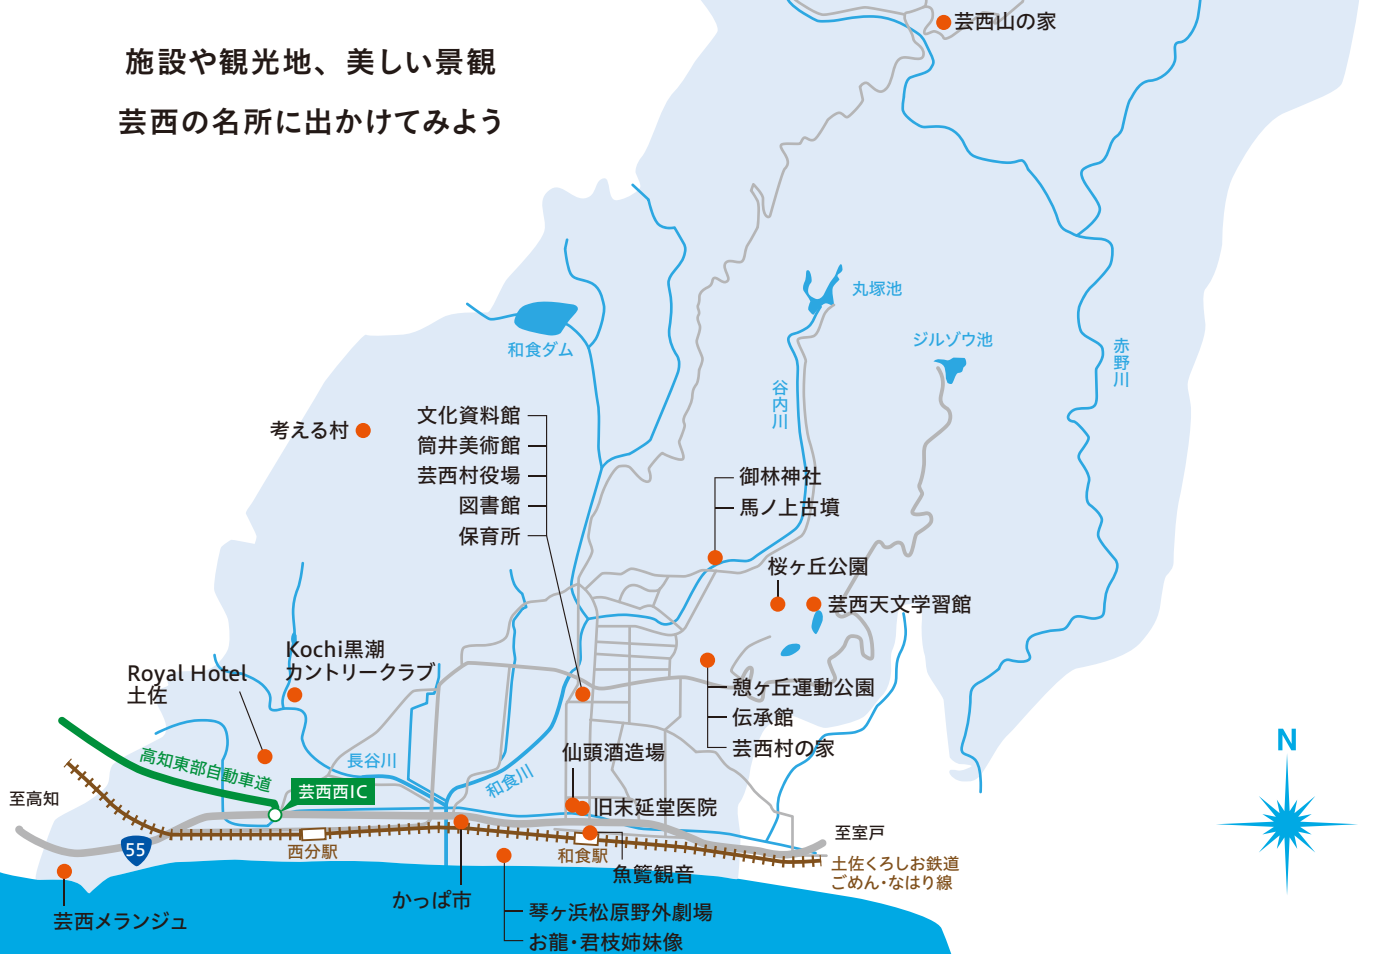 施設や観光地、美しい景観
芸西の名所に出かけてみよう
芸西山の家
丸塚池
ジルゾウ池
和食ダム
赤野川
谷内川
考える村
文化資料館
筒井美術館
芸西村役場
図書館
保育所
御林神社
馬ノ上古墳
桜ヶ丘公園
芸西天文学習館
Kochi黒潮
カントリークラブ
Royal Hotel
土佐
憩ヶ丘運動公園
伝承館
芸西村の家
高知東部自動車道
長谷川
和食川
仙頭酒造場
芸西西IC
旧末延堂医院
至高知
至室戸
55
西分駅
和食駅
魚籃観音
土佐くろしお鉄道
ごめん・なはり線
かっぱ市
芸西メランジュ
琴ヶ浜松原野外劇場
お龍・君枝姉妹像
N